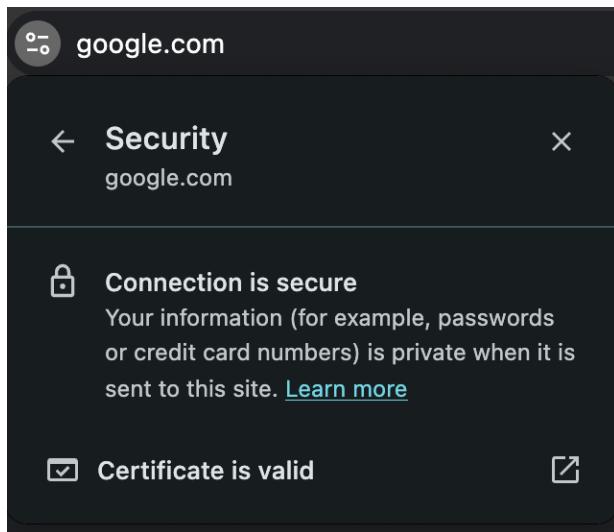 google.com
Security
google.com
Connection is secure
Your information (for example, passwords
or credit card numbers) is private when it is
sent to this site. Learn more
Certificate is valid